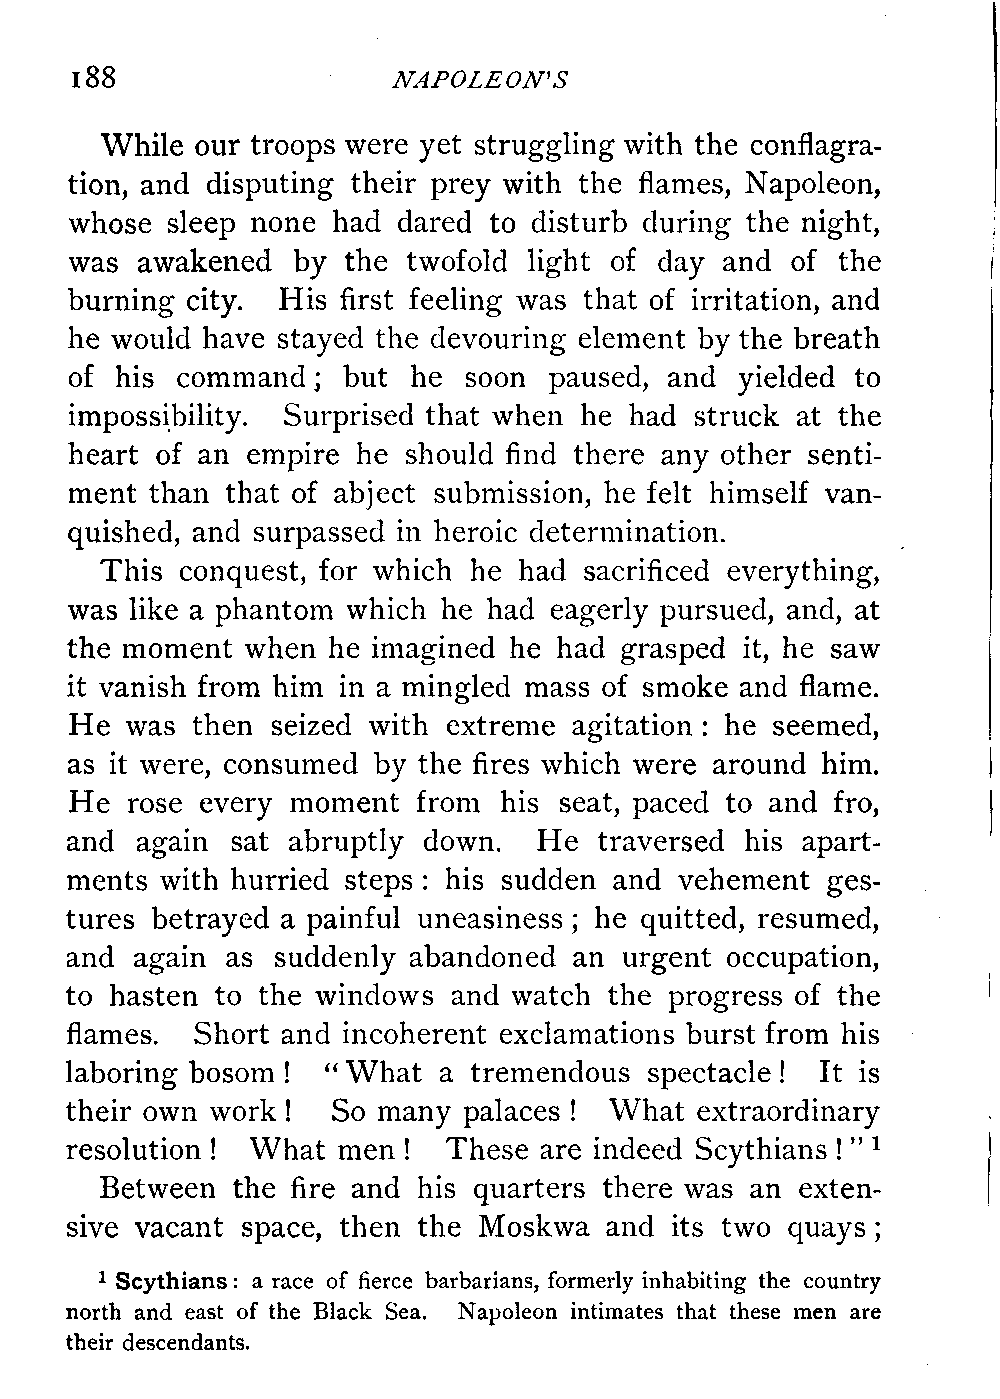 188 NAPOLEON'S
While our troops were yet struggling with the conflagra-
tion, and disputing their prey with the flames, Napoleon,
whose sleep none had dared to disturb during the night,
was awakened by the twofold light of day and of the
burning city. His first feeling was that of irritation, and
he would have stayed the devouring element by the breath
of his command; but he soon paused, and yielded to
impossibility. Surprised that when he had struck at the
heart of an empire he should find there any other senti-
ment than that of abject submission, he felt himself van-
quished, and surpassed in heroic determination.
This conquest, for which he had sacrificed everything,
was like a phantom which he had eagerly pursued, and, at
the moment when he imagined he had grasped it, he saw
it vanish from him in a mingled mass of smoke and flame.
He was then seized with extreme agitation: he seemed,
as it were, consumed by the fires which were around him.
He rose every moment from his seat, paced to and fro,
and again sat abruptly down. He traversed his apart-
ments with hurried steps: his sudden and vehement ges-
tures betrayed a painful uneasiness; he quitted, resumed,
and again as suddenly abandoned an urgent occupation,
to hasten to the windows and watch the progress of the
flames. Short and incoherent exclamations burst from his
laboring bosom! "What a tremendous spectacle! It is
their own work! So many palaces! What extraordinary
resolution! What men! These are indeed Scythians!" ¹
Between the fire and his quarters there was an exten-
sive vacant space, then the Moskwa and its two quays;
¹ Scythians: a race of fierce barbarians, formerly inhabiting the country
north and east of the Black Sea. Napoleon intimates that these men are
their descendants.